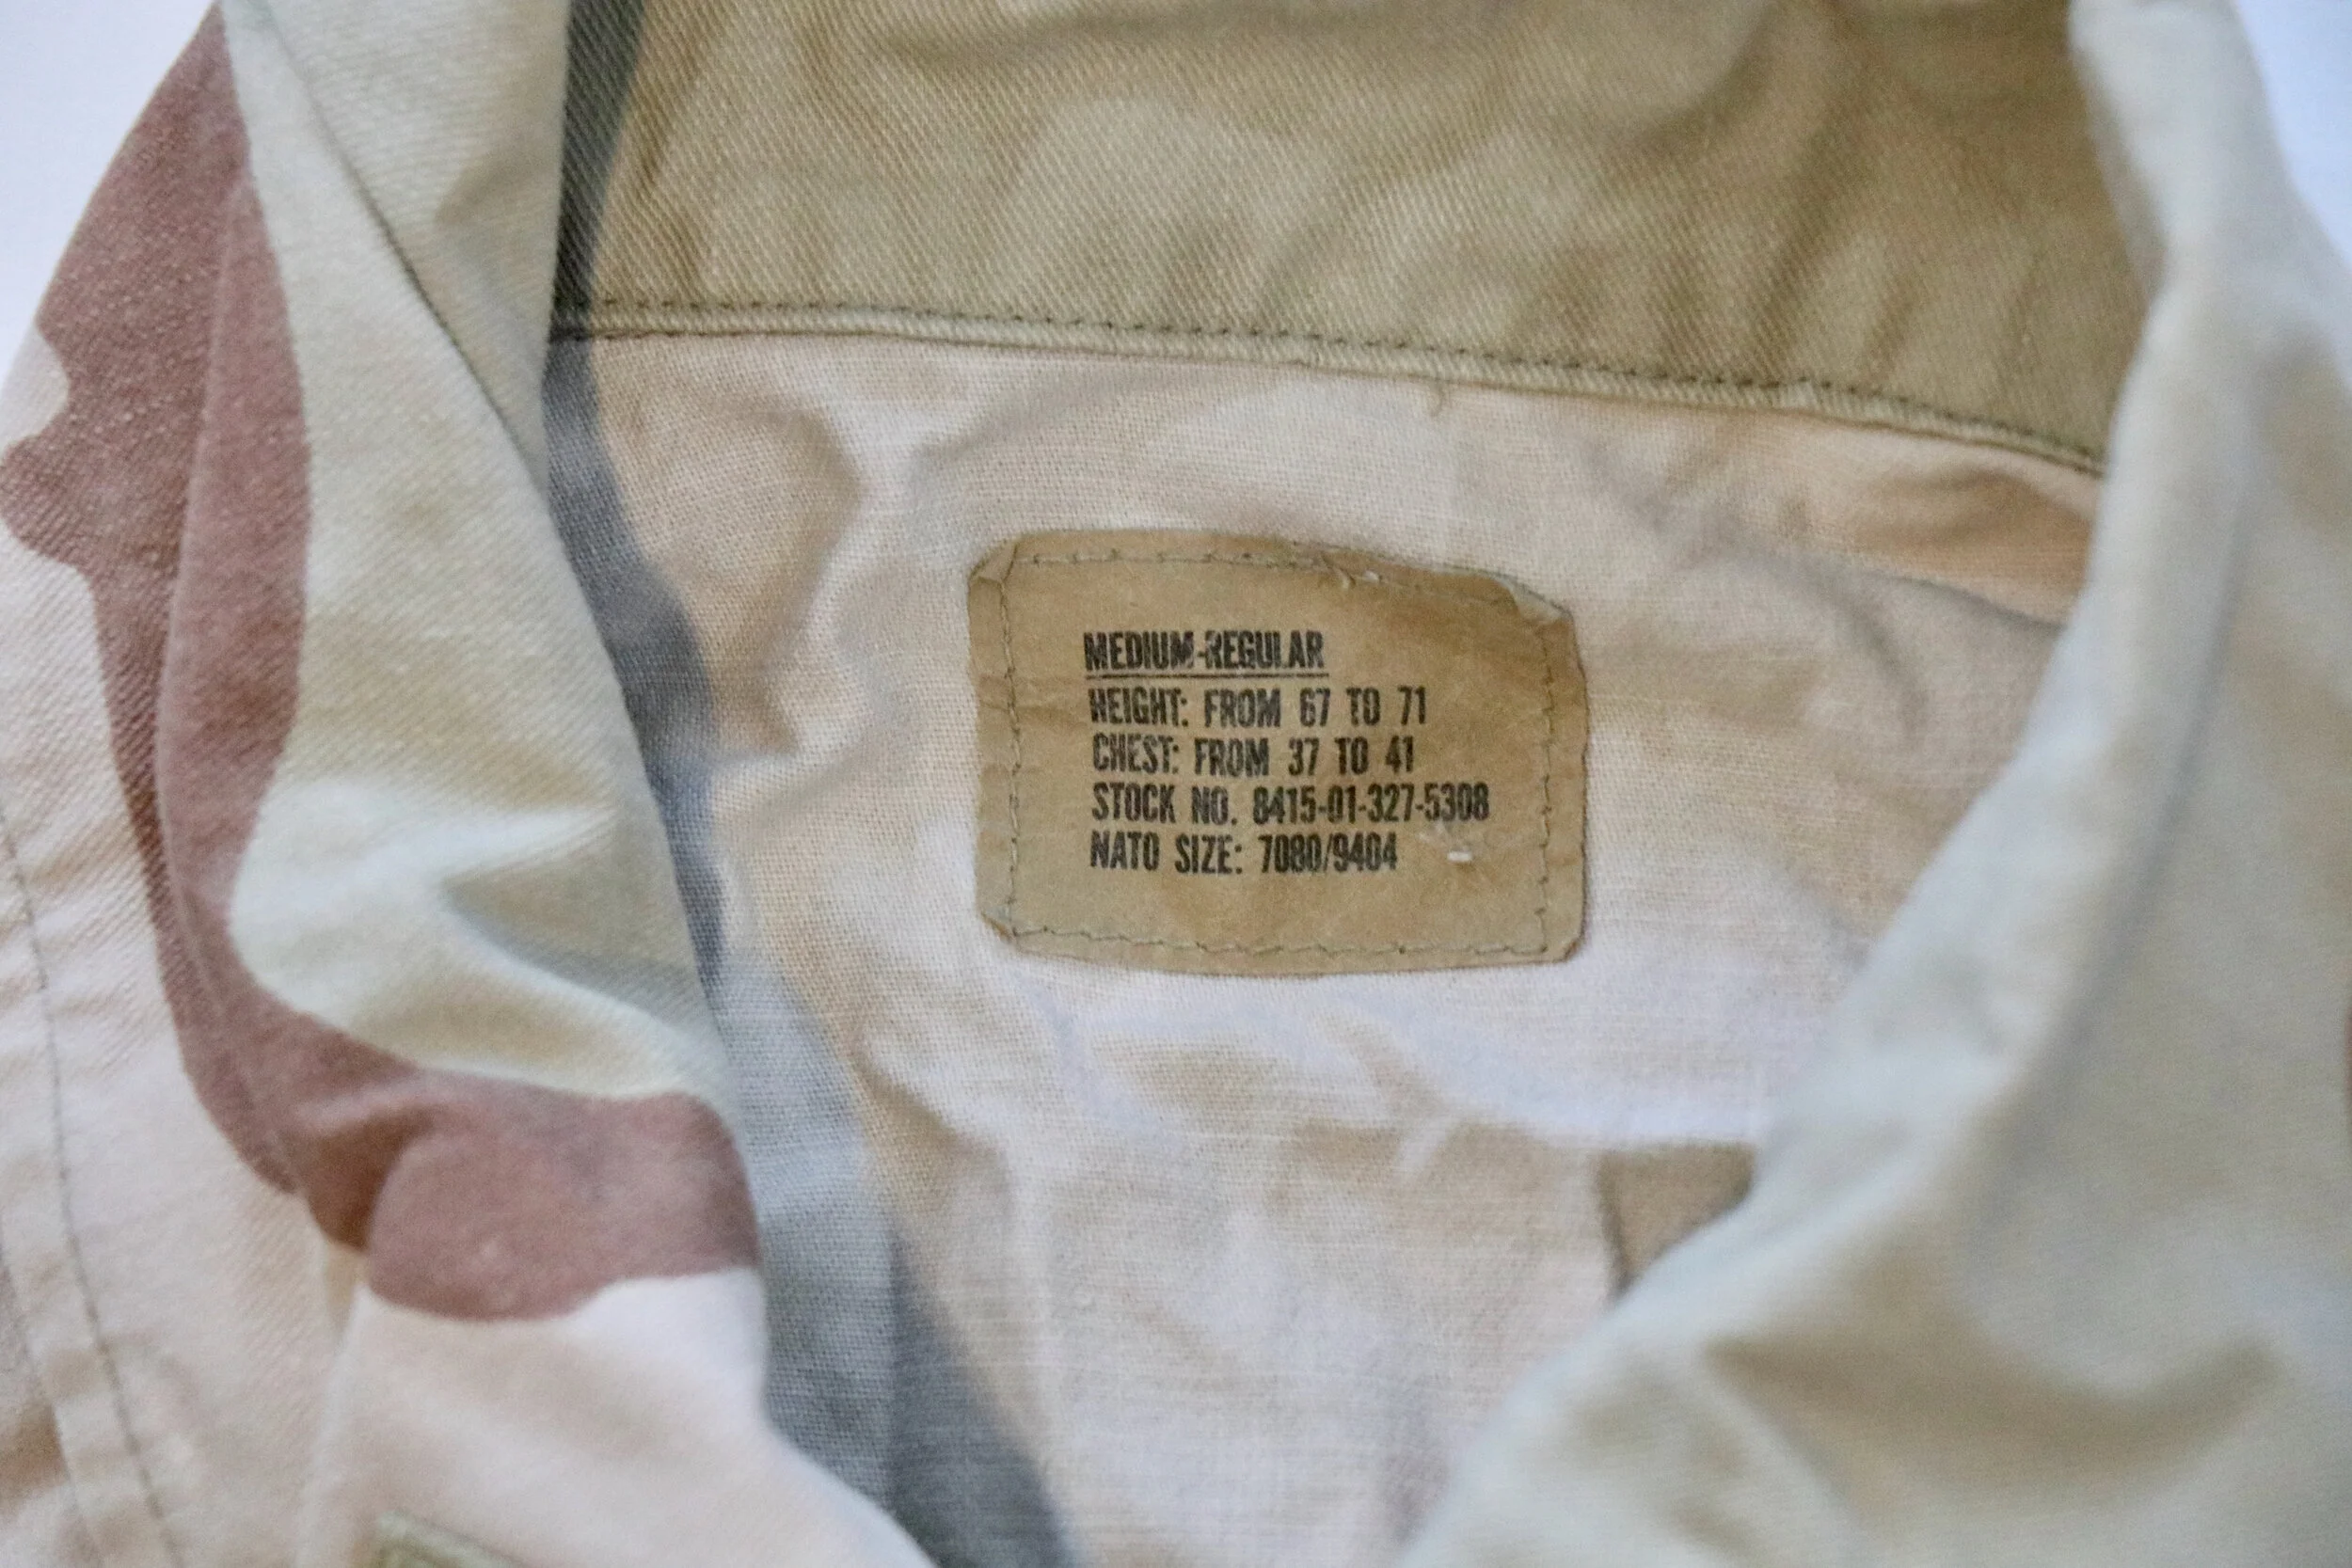 MEDIUM-REGULAR
HEIGHT: FROM 67 TO 71
CHEST: FROM 37 TO 41
STOCK NO. 8415-01-327-5308
NATO SIZE: 7080/9404